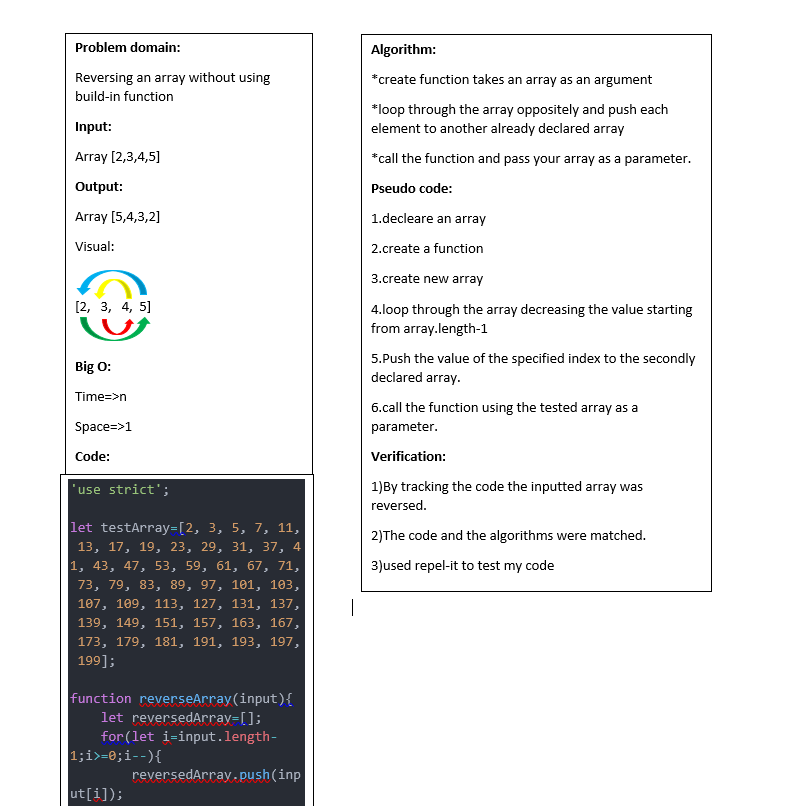 Problem domain:
Reversing an array without using
build-in function
Input:
Array [2,3,4,5]
Output:
Array [5,4,3,2]
Visual:
[2, 3, 4, 5]
Big O:
Time=>n
Space=>1
Code:
'use strict';
let testArray=[2, 3, 5, 7, 11,
13, 17, 19, 23, 29, 31, 37, 4
1, 43, 47, 53, 59, 61, 67, 71,
73, 79, 83, 89, 97, 101, 103,
107, 109, 113, 127, 131, 137,
139, 149, 151, 157, 163, 167,
173, 179, 181, 191, 193, 197,
199];
function reverseArray(input){
let reversedArray=[];
for(let i=input.length-
1;i>=0;i--){
reversedArray.push(inp
ut[i]);
Algorithm:
*create function takes an array as an argument
*loop through the array oppositely and push each
element to another already declared array
*call the function and pass your array as a parameter.
Pseudo code:
1.decleare an array
2.create a function
3.create new array
4.loop through the array decreasing the value starting
from array.length-1
5.Push the value of the specified index to the secondly
declared array.
6.call the function using the tested array as a
parameter.
Verification:
1)By tracking the code the inputted array was
reversed.
2)The code and the algorithms were matched.
3)used repel-it to test my code